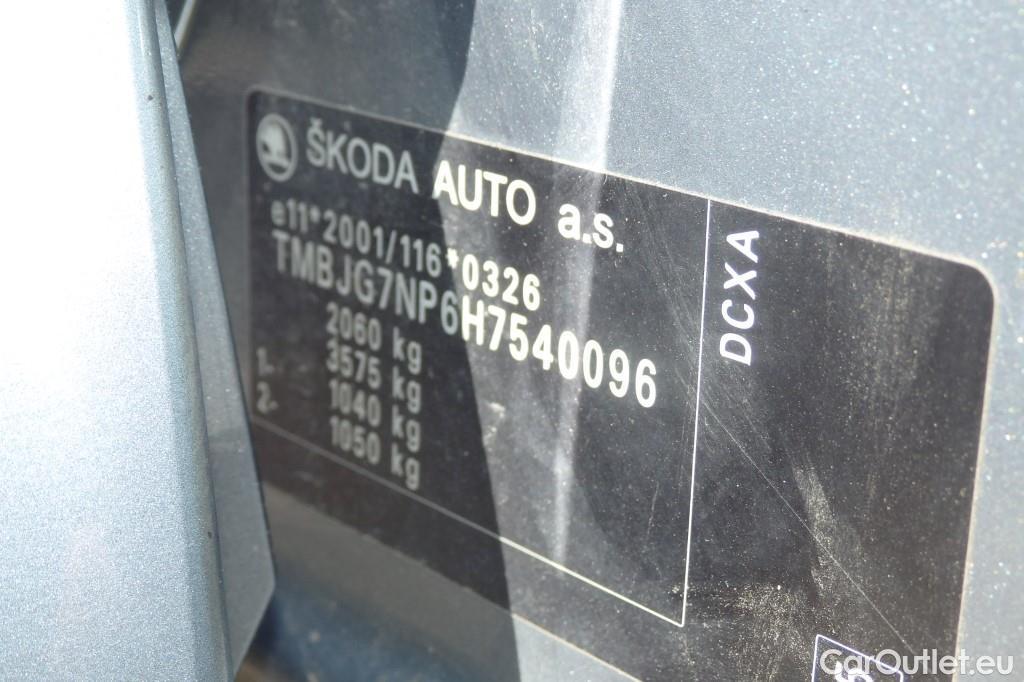 ŠKODA AUTO a.s.
e11*2001/116*0326
TMBJG7NP6H7540096
2060 kg
3575 kg
1- 1040 kg
2- 1050 kg
DCXA
CarOutlet.eu